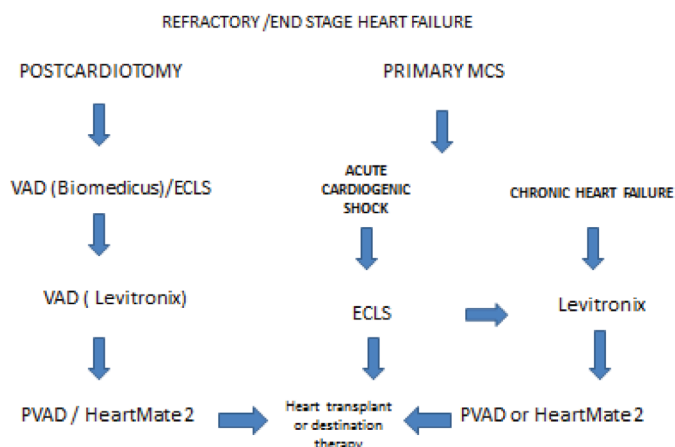 REFRACTORY /END STAGE HEART FAILURE
POSTCARDIOTOMY
PRIMARY MCS
VAD (Biomedicus)/ECLS
ACUTE
CARDIOGENIC
SHOCK
CHRONIC HEART FAILURE
VAD ( Levitronix)
ECLS
Levitronix
PVAD / HeartMate 2
Heart transplant
or destination
therapy
PVAD or HeartMate 2